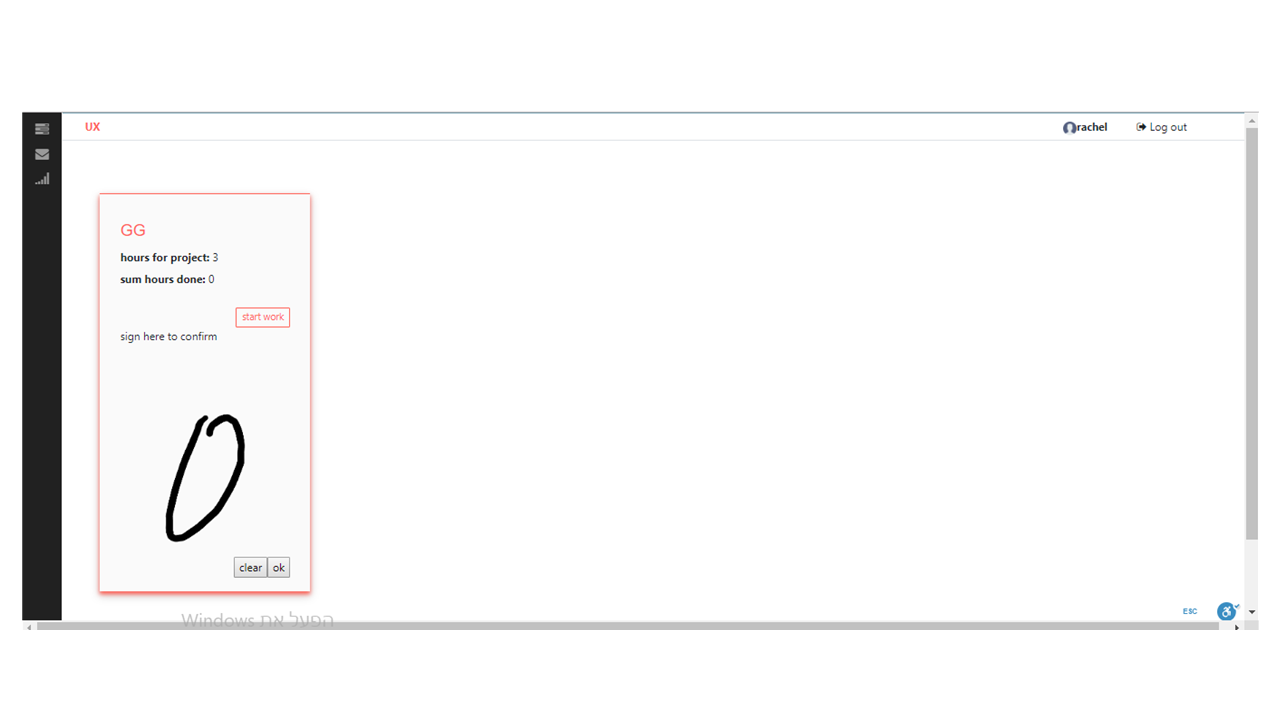 UX
rachel
Log out
GG
hours for project: 3
sum hours done: 0
start work
sign here to confirm
clear ok
ESC
הפעל את Windows